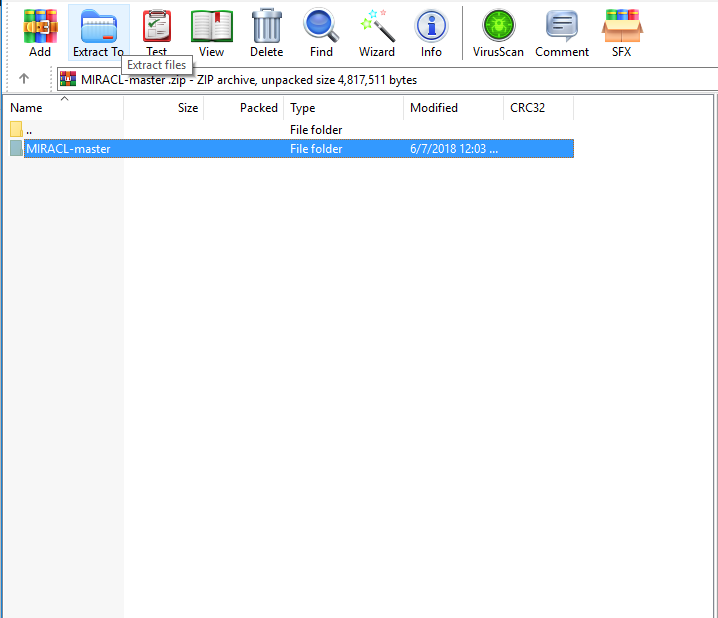 Add Extract To Test View Delete Find Wizard Info VirusScan Comment SFX
Extract files
MIRACL-master .zip - ZIP archive, unpacked size 4,817,511 bytes
Name Size Packed Type Modified CRC32
.. File folder
MIRACL-master File folder 6/7/2018 12:03 ...